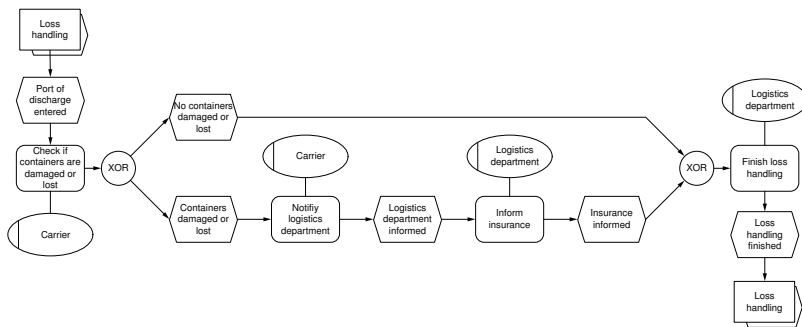 Loss
handling
Port of
discharge
entered
Check if
containers are
damaged or
lost
Carrier
XOR
No containers
damaged or
lost
Containers
damaged or
lost
Carrier
Notifiy
logistics
department
Logistics
department
informed
Logistics
department
Inform
insurance
Insurance
informed
XOR
Logistics
department
Finish loss
handling
Loss
handling
finished
Loss
handling